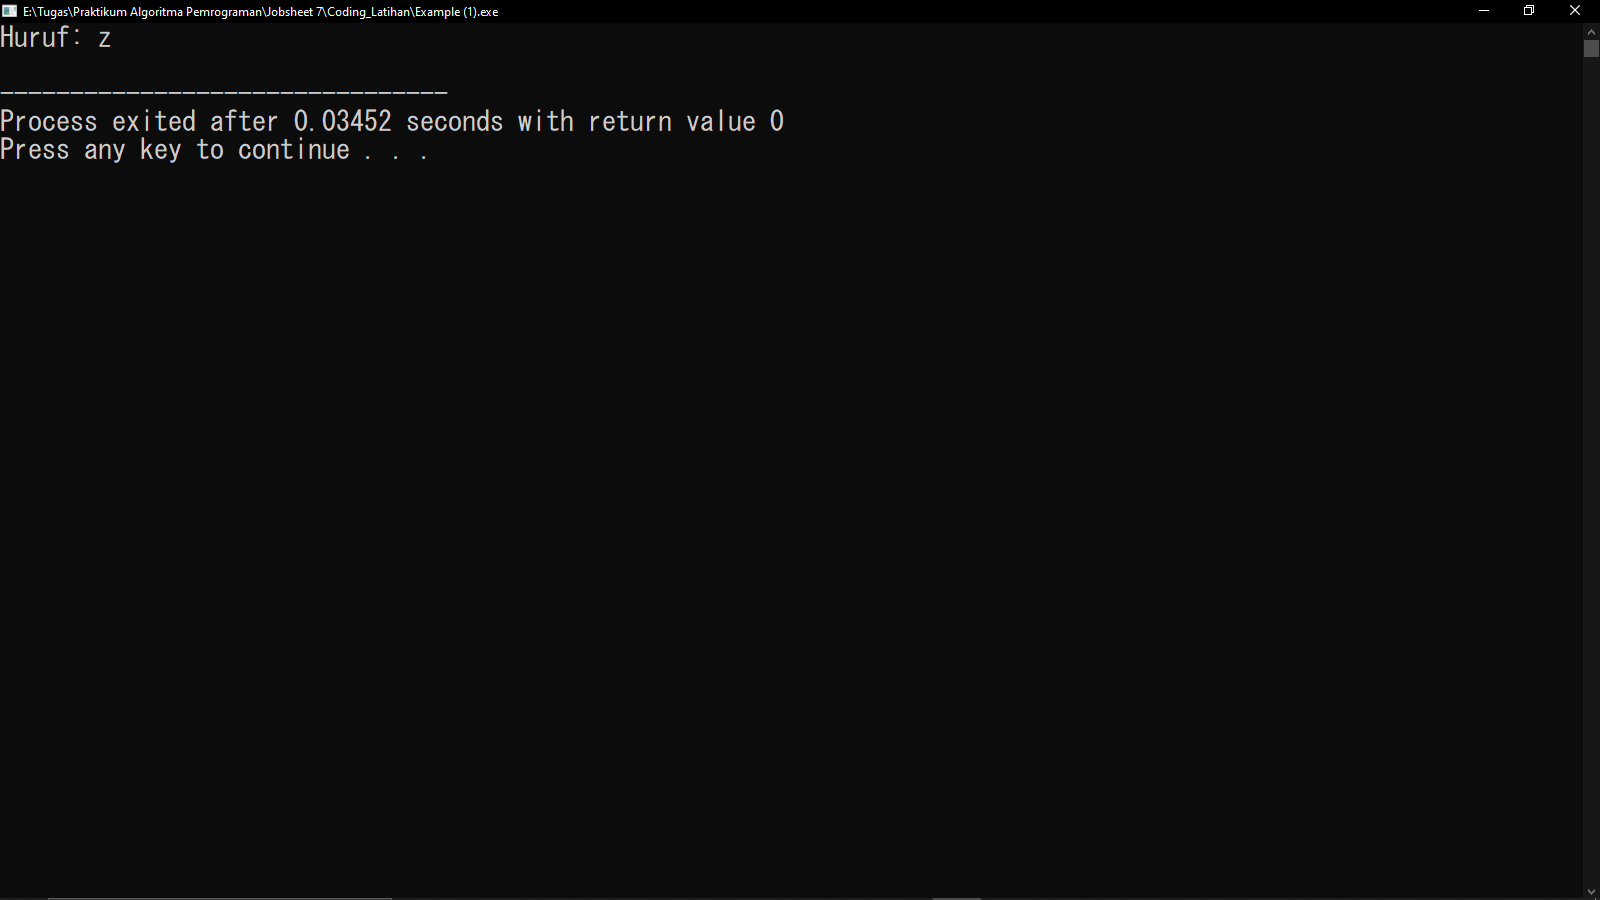 E:\Tugas\Praktikum Algoritma Pemrograman\Jobsheet 7\Coding_Latihan\Example (1).exe
Huruf: z
--------------------------------
Process exited after 0.03452 seconds with return value 0
Press any key to continue . . .